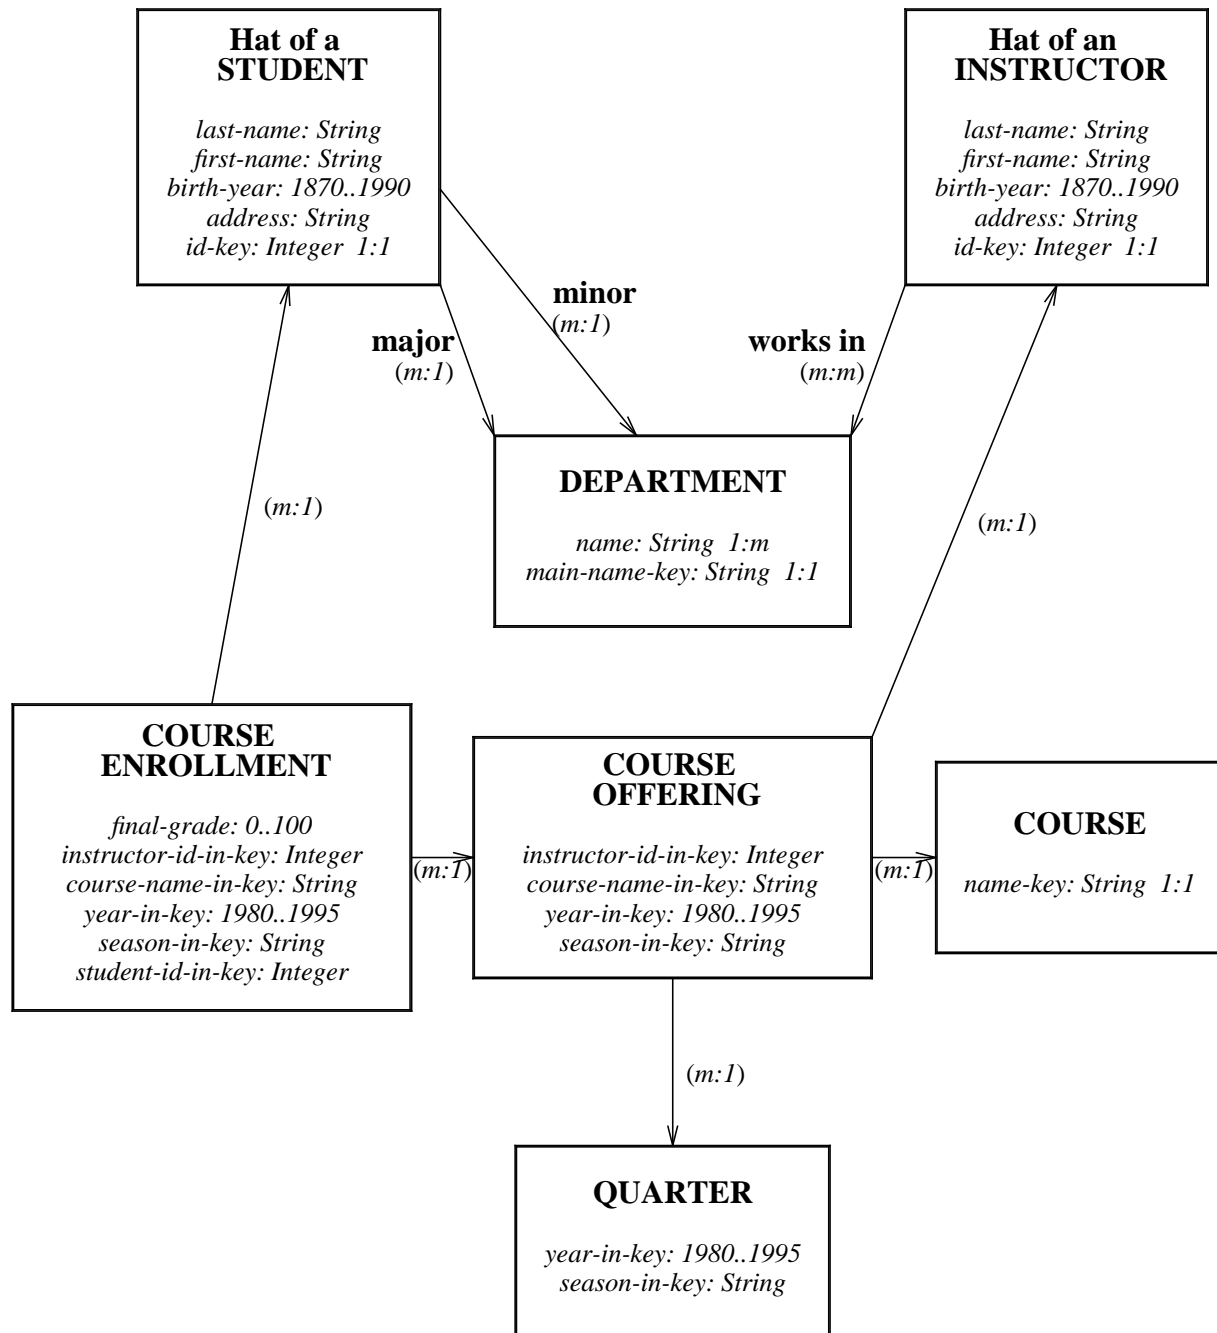 Hat of a
STUDENT
last-name: String
first-name: String
birth-year: 1870..1990
address: String
id-key: Integer 1:1
Hat of an
INSTRUCTOR
last-name: String
first-name: String
birth-year: 1870..1990
address: String
id-key: Integer 1:1
minor
(m:1)
major
(m:1)
works in
(m:m)
DEPARTMENT
name: String 1:m
main-name-key: String 1:1
(m:1)
(m:1)
COURSE
ENROLLMENT
final-grade: 0..100
instructor-id-in-key: Integer
course-name-in-key: String
year-in-key: 1980..1995
season-in-key: String
student-id-in-key: Integer
(m:1)
COURSE
OFFERING
instructor-id-in-key: Integer
course-name-in-key: String
year-in-key: 1980..1995
season-in-key: String
(m:1)
COURSE
name-key: String 1:1
(m:1)
QUARTER
year-in-key: 1980..1995
season-in-key: String